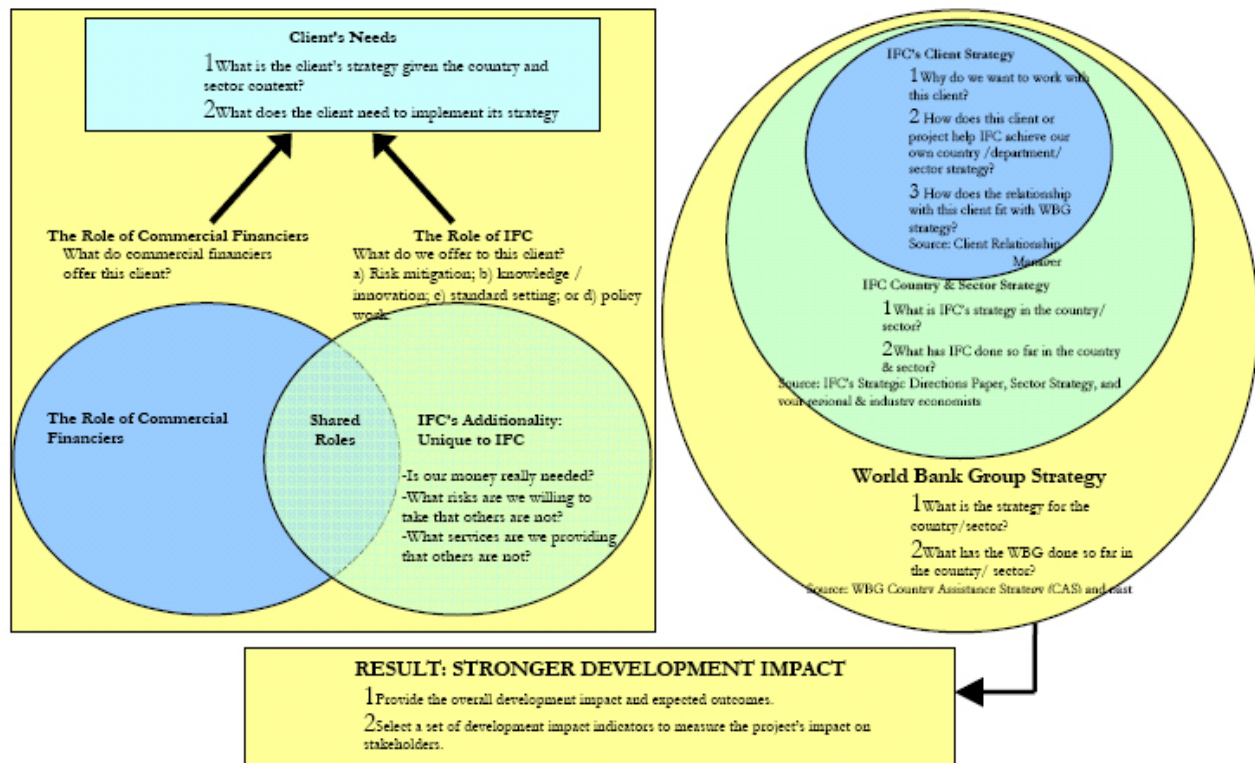 Client's Needs
1What is the client's strategy given the country and
sector context?
2What does the client need to implement its strategy
The Role of Commercial Financiers
What do commercial financiers
offer this client?
The Role of IFC
What do we offer to this client?
a) Risk mitigation; b) knowledge /
innovation; c) standard setting; or d) policy
work
The Role of Commercial
Financiers
Shared
Roles
IFC's Additionality:
Unique to IFC
-Is our money really needed?
-What risks are we willing to
take that others are not?
-What services are we providing
that others are not?
IFC's Client Strategy
1Why do we want to work with
this client?
2 How does this client or
project help IFC achieve our
own country /department/
sector strategy?
3 How does the relationship
with this client fit with WBG
strategy?
Source: Client Relationship
Manager
IFC Country & Sector Strategy
1What is IFC's strategy in the country/
sector?
2What has IFC done so far in the country
& sector?
Source: IFC's Strategic Directions Paper, Sector Strategy, and
your regional & industry economists
World Bank Group Strategy
1What is the strategy for the
country/sector?
2What has the WBG done so far in
the country/ sector?
Source: WBG Country Assistance Strategy (CAS) and past
RESULT: STRONGER DEVELOPMENT IMPACT
1Provide the overall development impact and expected outcomes.
2Select a set of development impact indicators to measure the project's impact on
stakeholders.